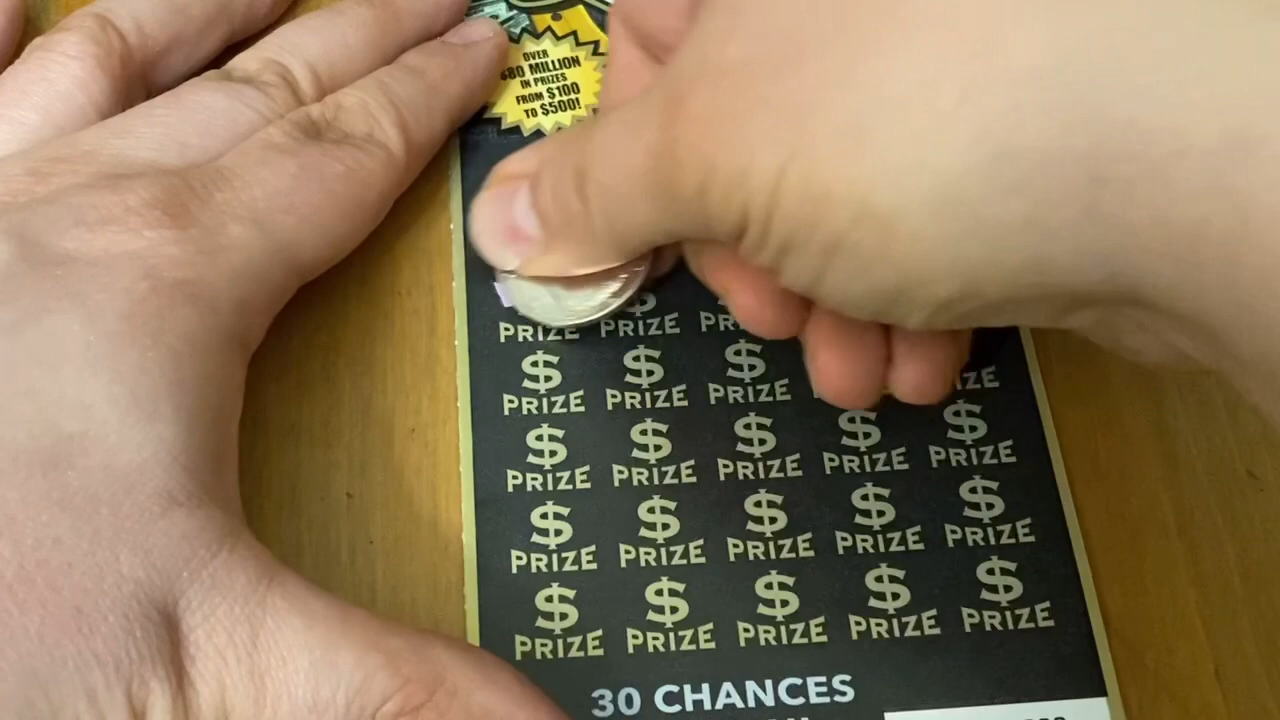 OVER
$80 MILLION
IN PRIZES
FROM $100
TO $500!
PRIZE $ PRIZE
$ $ $
PRIZE PRIZE PRIZE
$ $ $ $ $
PRIZE PRIZE PRIZE PRIZE PRIZE
$ $ $ $ $
PRIZE PRIZE PRIZE PRIZE PRIZE
$ $ $ $ $
PRIZE PRIZE PRIZE PRIZE PRIZE
30 CHANCES